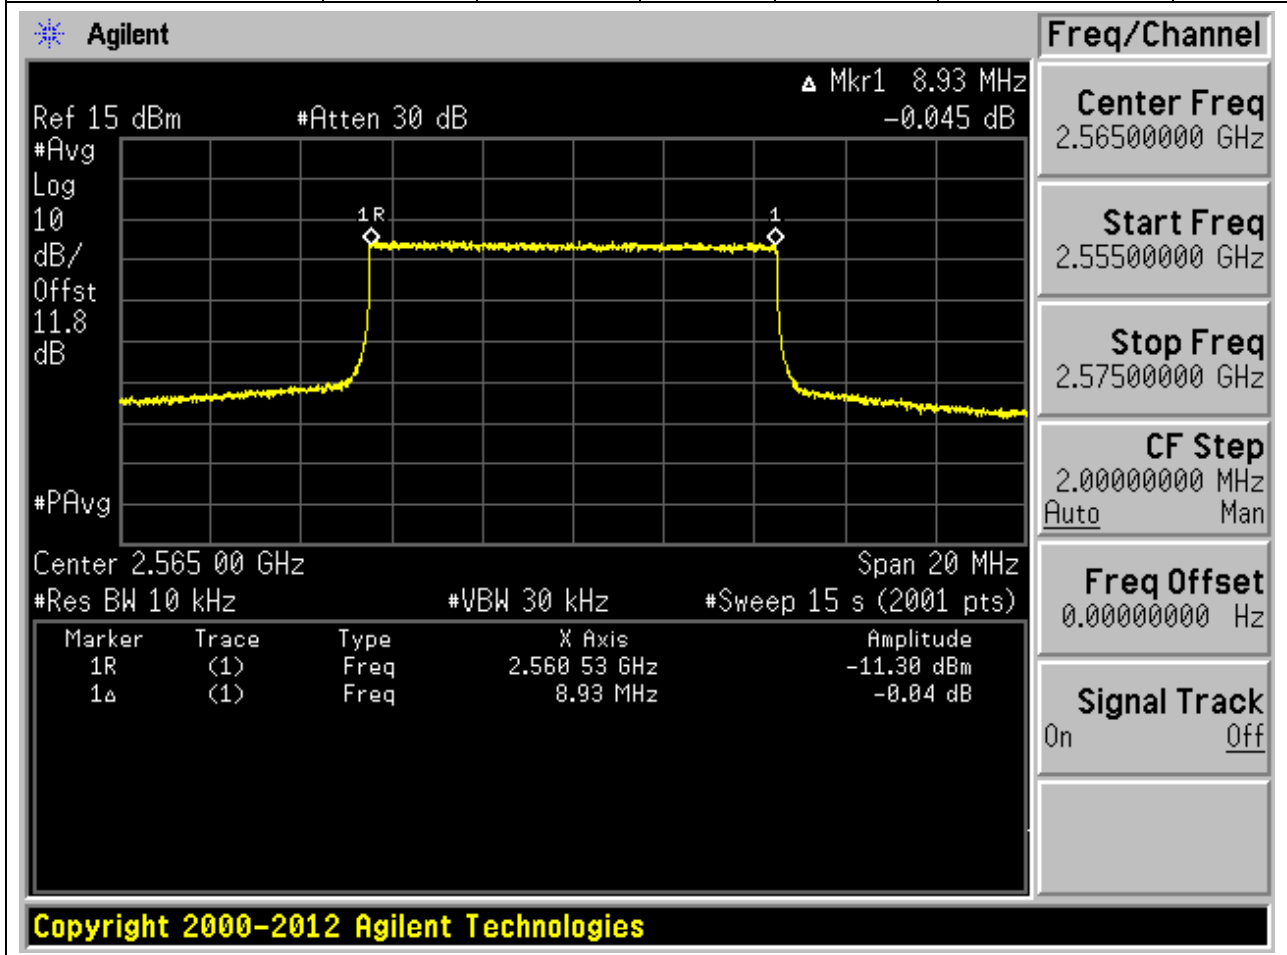 Agilent
Freq/Channel
Δ Mkr1 8.93 MHz
Ref 15 dBm #Atten 30 dB -0.045 dB
#Avg
Log
10
dB/
Offst
11.8
dB
1R
1
#PAvg
Center 2.565 00 GHz Span 20 MHz
#Res BW 10 kHz #VBW 30 kHz #Sweep 15 s (2001 pts)
Marker Trace Type X Axis Amplitude
1R (1) Freq 2.560 53 GHz -11.30 dBm
1Δ (1) Freq 8.93 MHz -0.04 dB
Center Freq
2.56500000 GHz
Start Freq
2.55500000 GHz
Stop Freq
2.57500000 GHz
CF Step
2.00000000 MHz
Auto Man
Freq Offset
0.00000000 Hz
Signal Track
On Off
Copyright 2000-2012 Agilent Technologies